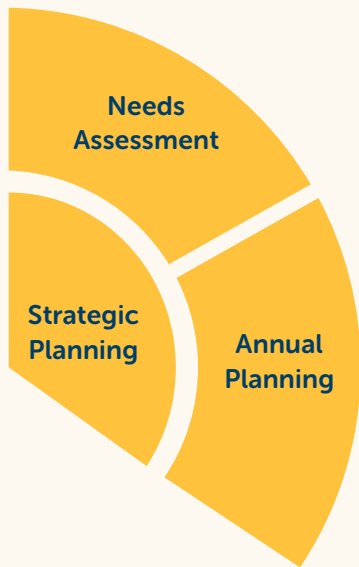 Needs
Assessment
Strategic
Planning
Annual
Planning